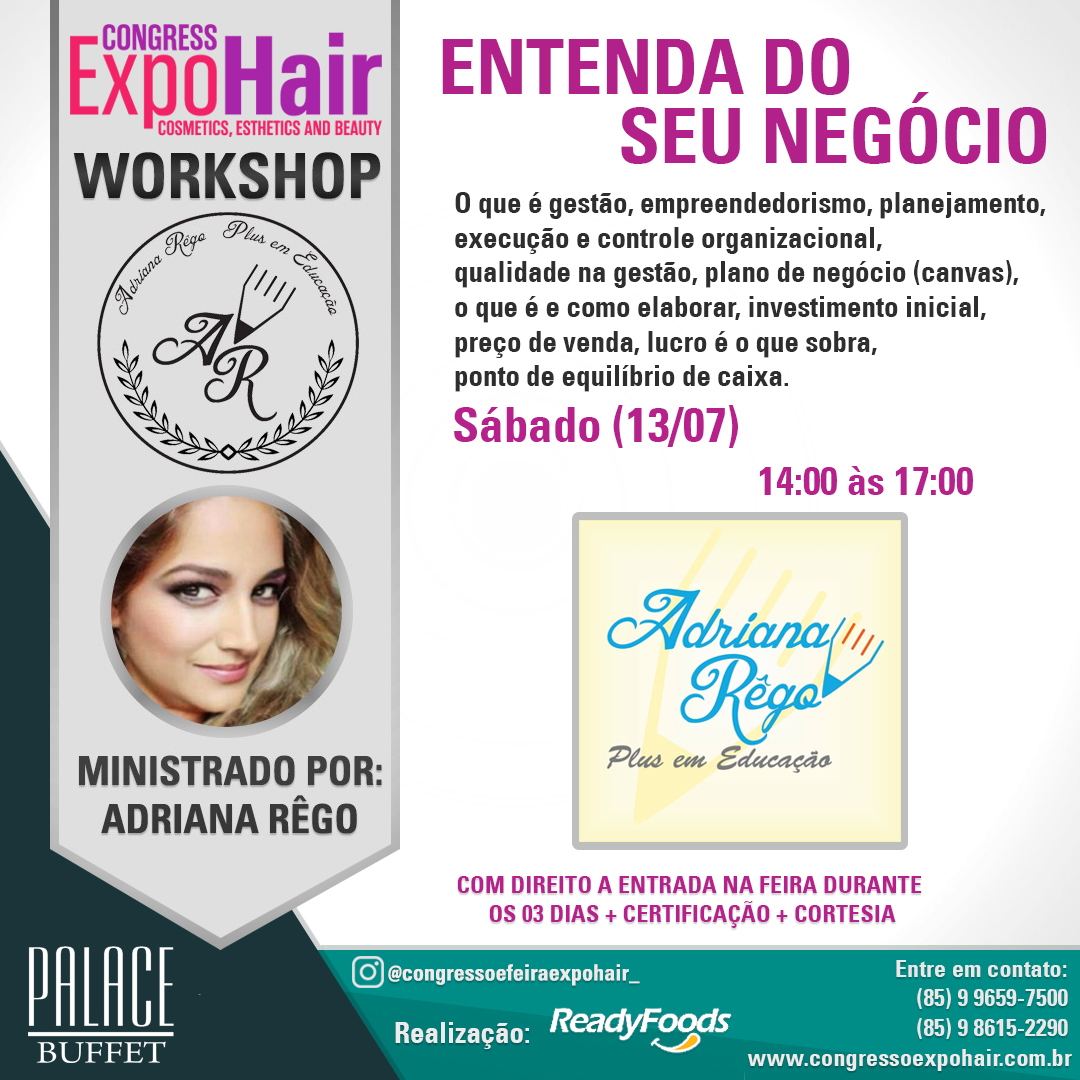 CONGRESS
ExpoHair
COSMETICS, ESTHETICS AND BEAUTY
WORKSHOP
Adriana Rêgo Plus em Educação
AR
MINISTRADO POR:
ADRIANA RÊGO
ENTENDA DO
SEU NEGÓCIO
O que é gestão, empreendedorismo, planejamento,
execução e controle organizacional,
qualidade na gestão, plano de negócio (canvas),
o que é e como elaborar, investimento inicial,
preço de venda, lucro é o que sobra,
ponto de equilíbrio de caixa.
Sábado (13/07)
14:00 às 17:00
Adriana
Rêgo
Plus em Educação
COM DIREITO A ENTRADA NA FEIRA DURANTE
OS 03 DIAS + CERTIFICAÇÃO + CORTESIA
PALACE
BUFFET
@congressoefeiraexpohair_
Realização: ReadyFoods
Entre em contato:
(85) 9 9659-7500
(85) 9 8615-2290
www.congressoexpohair.com.br